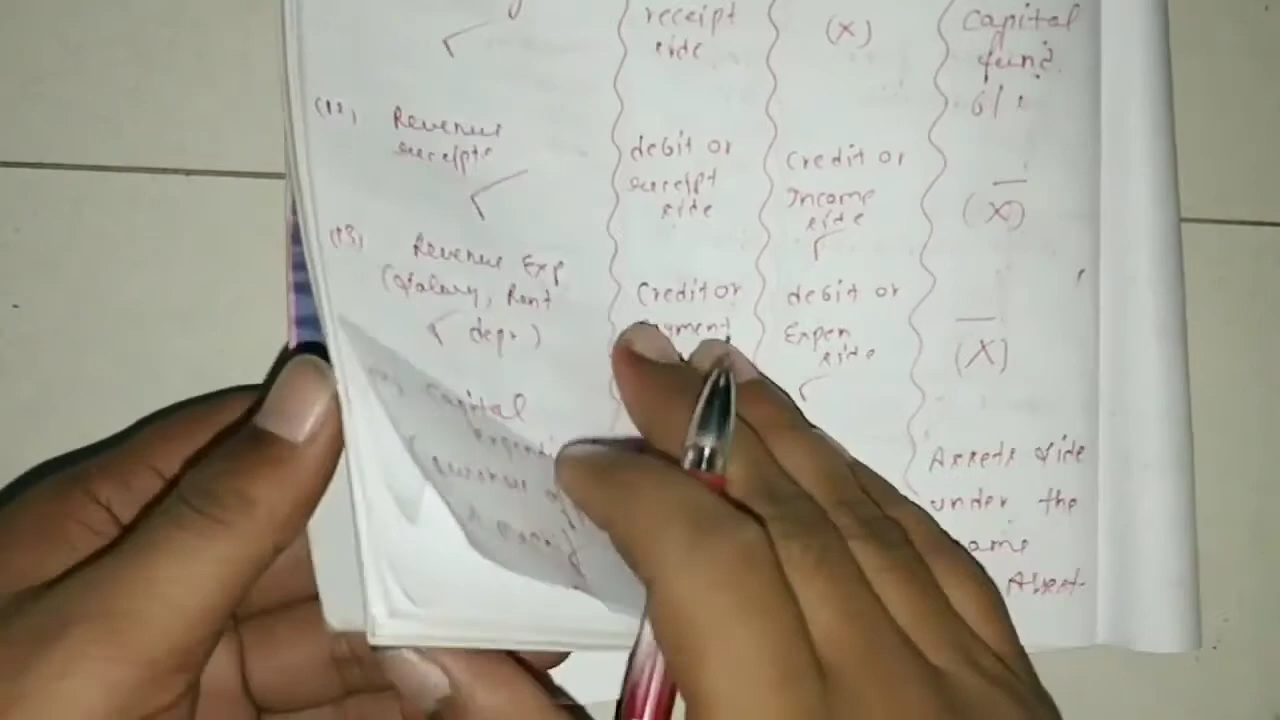 receipt
side
(X)
Capital
fund
(12) Revenue
receipts
debit or
receipt
side
Credit or
Income
side
(X)
(13) Revenue Exp
(Salary, Rent
depr)
Credit or
debit or
Expen
side
(X)
Capital
Assets side
under the
Asset